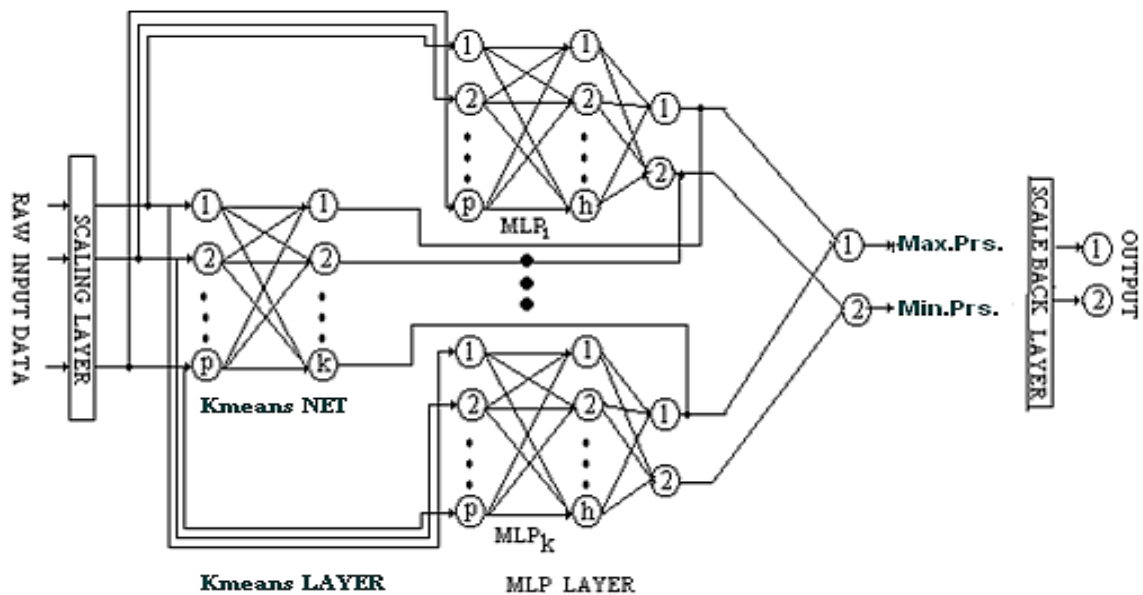 RAW INPUT DATA
SCALING LAYER
1
2
p
1
2
k
Kmeans NET
Kmeans LAYER
1
2
p
1
2
h
1
2
MLP1
1
2
p
1
2
h
1
2
MLPk
MLP LAYER
1
2
Max.Prs.
Min.Prs.
SCALE BACK LAYER
1
2
OUTPUT